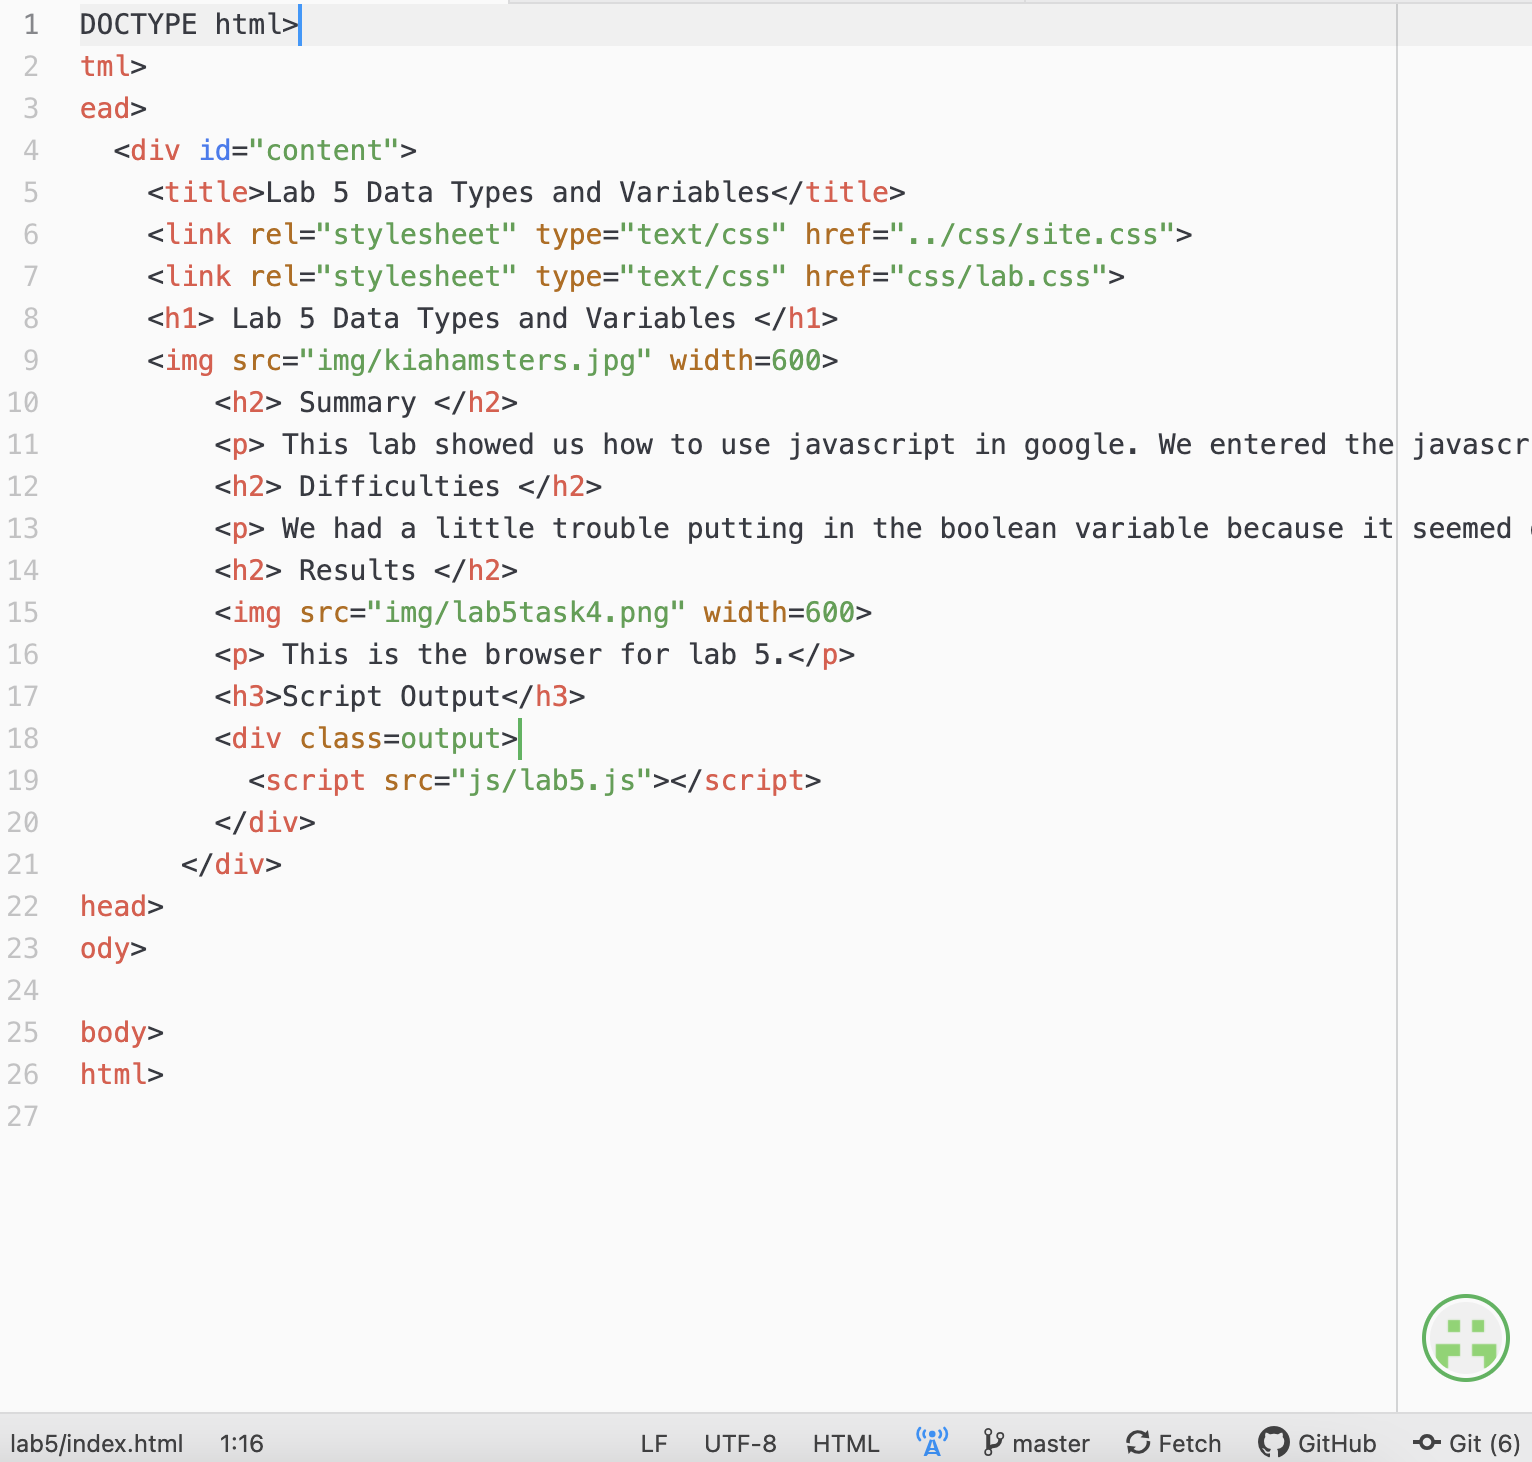 1 DOCTYPE html>
2 tml>
3 ead>
4 <div id="content">
5 <title>Lab 5 Data Types and Variables</title>
6 <link rel="stylesheet" type="text/css" href="../css/site.css">
7 <link rel="stylesheet" type="text/css" href="css/lab.css">
8 <h1> Lab 5 Data Types and Variables </h1>
9 <img src="img/kiahamsters.jpg" width=600>
10 <h2> Summary </h2>
11 <p> This lab showed us how to use javascript in google. We entered the javascr
12 <h2> Difficulties </h2>
13 <p> We had a little trouble putting in the boolean variable because it seemed
14 <h2> Results </h2>
15 <img src="img/lab5task4.png" width=600>
16 <p> This is the browser for lab 5.</p>
17 <h3>Script Output</h3>
18 <div class=output>
19 <script src="js/lab5.js"></script>
20 </div>
21 </div>
22 head>
23 ody>
24
25 body>
26 html>
27
lab5/index.html 1:16 LF UTF-8 HTML master Fetch GitHub Git (6)